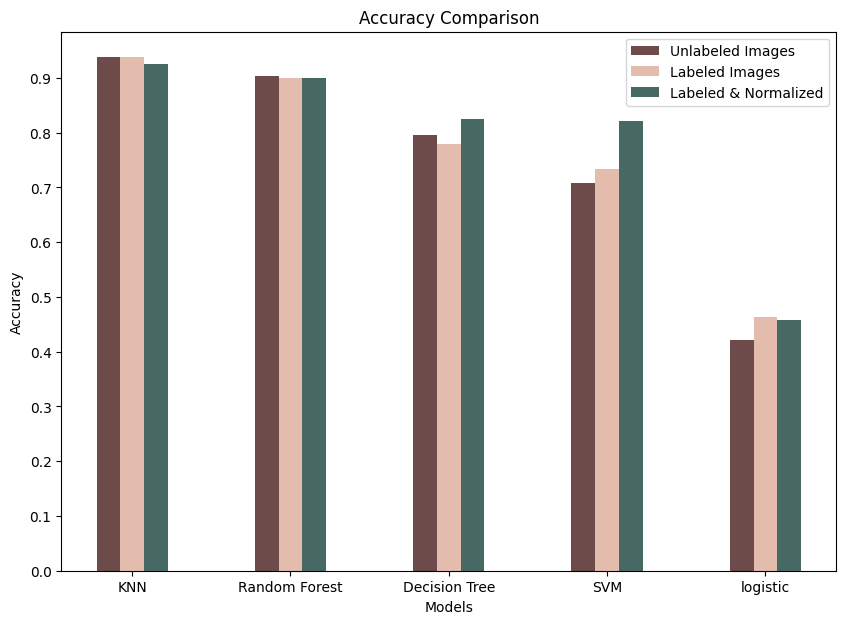 Accuracy Comparison
Unlabeled Images
Labeled Images
Labeled & Normalized
Accuracy
0.9
0.8
0.7
0.6
0.5
0.4
0.3
0.2
0.1
0.0
KNN
Random Forest
Decision Tree
SVM
logistic
Models